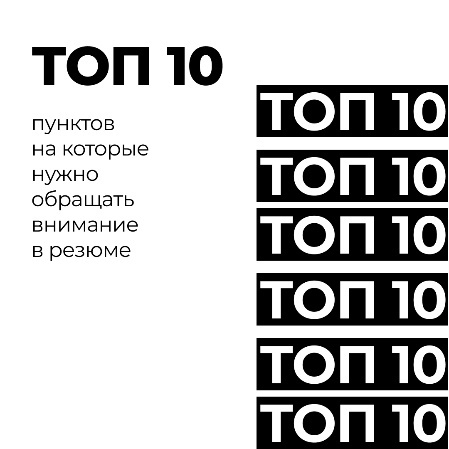 ТОП 10
пунктов
на которые
нужно
обращать
внимание
в резюме
ТОП 10
ТОП 10
ТОП 10
ТОП 10
ТОП 10
ТОП 10